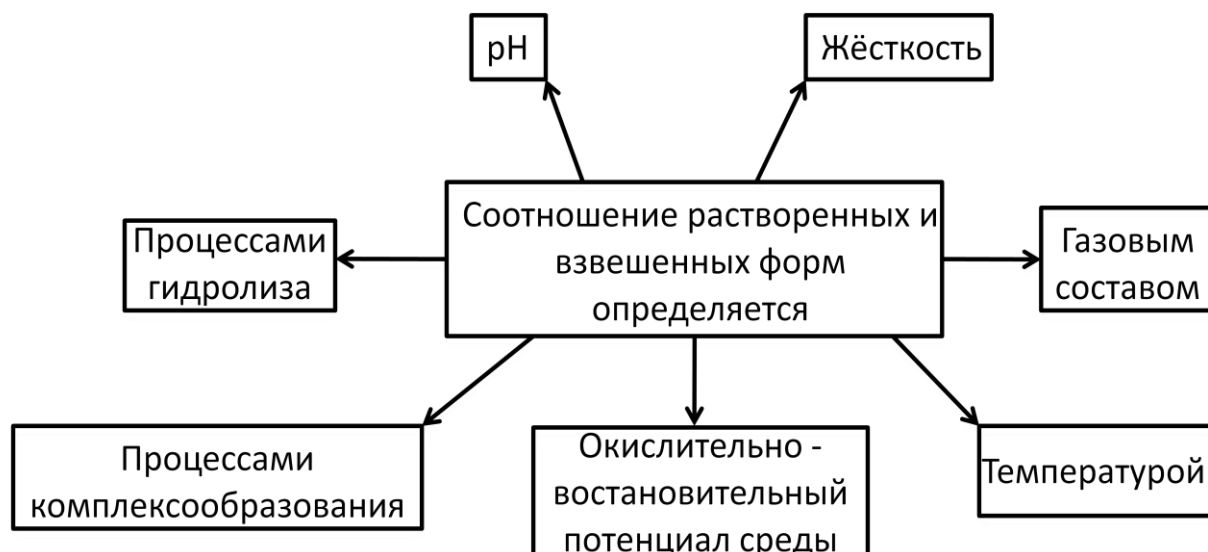 pH
Жёсткость
Соотношение растворенных и
взвешенных форм
определяется
Процессами
гидролиза
Газовым
составом
Процессами
комплексообразования
Окислительно -
востановительный
потенциал среды
Температурой